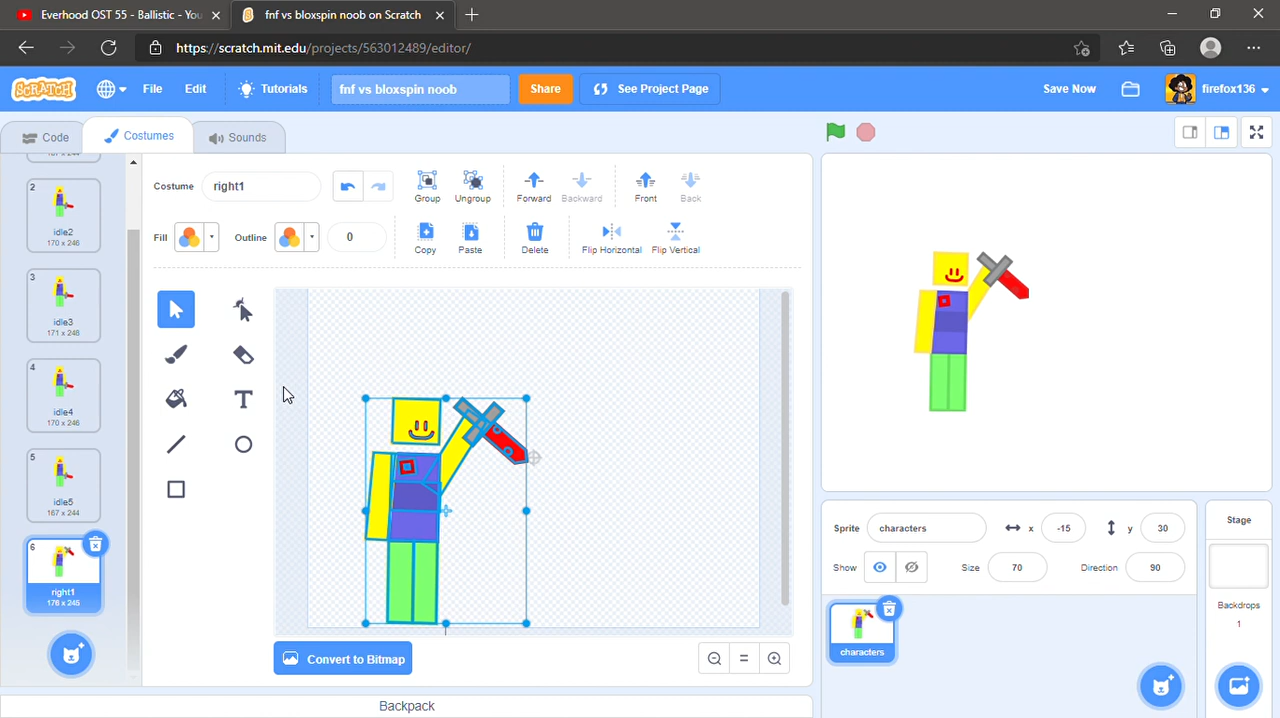 Everhood OST 55 - Ballistic - You
fnf vs bloxspin noob on Scratch
https://scratch.mit.edu/projects/563012489/editor/
SCRATCH
File
Edit
Tutorials
fnf vs bloxspin noob
Share
See Project Page
Save Now
firefox136
Code
Costumes
Sounds
Costume
right1
Group
Ungroup
Forward
Backward
Front
Back
Fill
Outline
0
Copy
Paste
Delete
Flip Horizontal
Flip Vertical
2
idle2
170 x 246
3
idle3
171 x 246
4
idle4
170 x 246
5
idle5
167 x 244
6
right1
176 x 245
Convert to Bitmap
Backpack
Sprite
characters
x
-15
y
30
Show
Size
70
Direction
90
characters
Stage
Backdrops
1